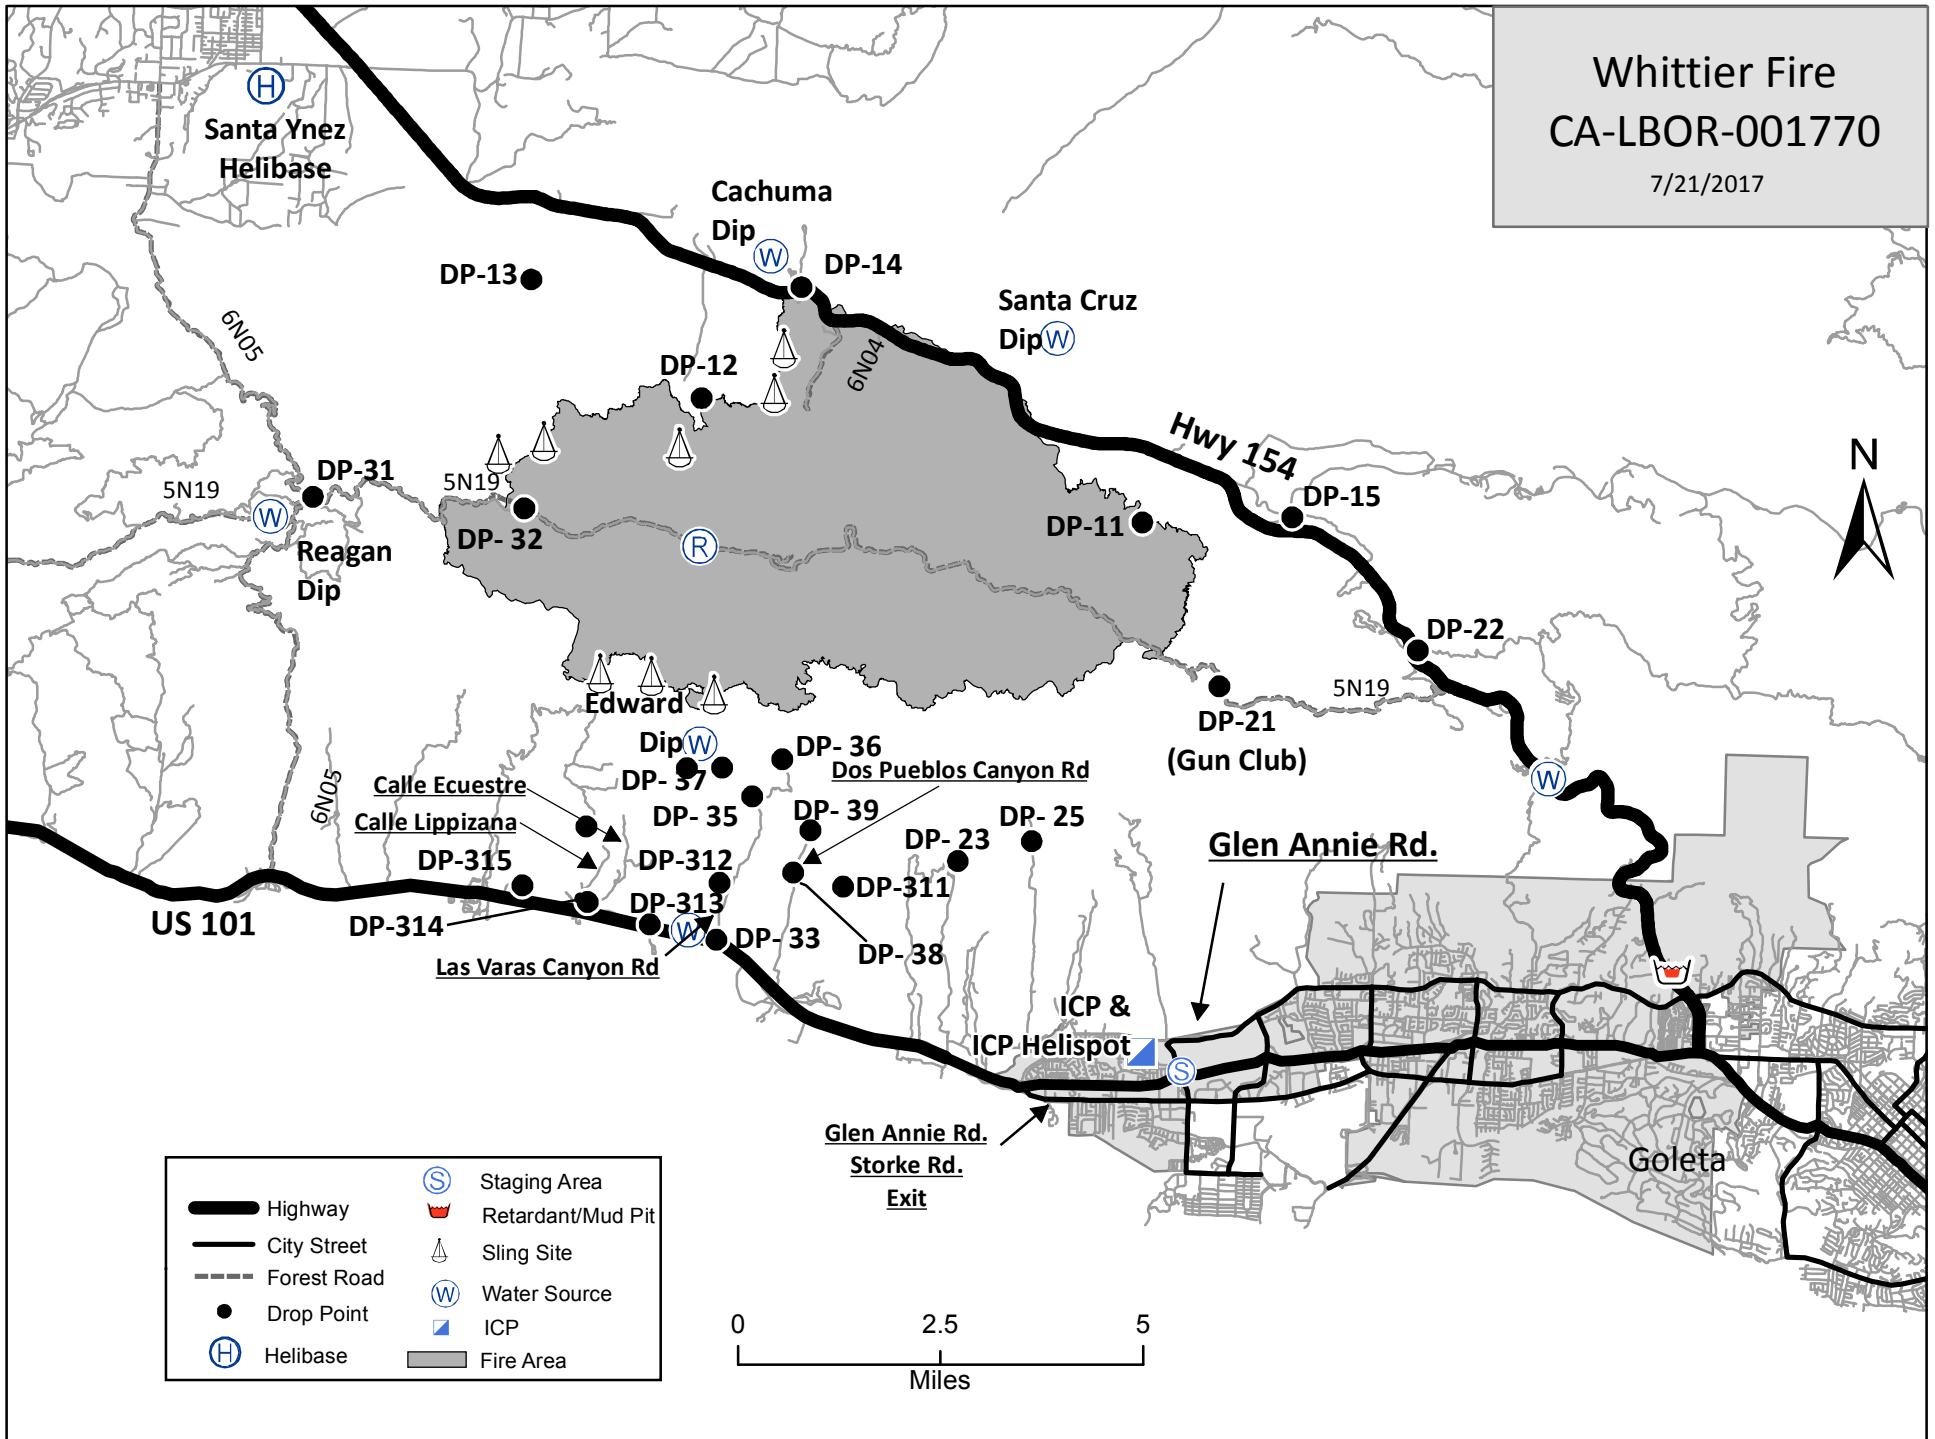 Whittier Fire
CA-LBOR-001770
7/21/2017
H
Santa Ynez
Helibase
Cachuma
Dip
W
DP-14
DP-13
Santa Cruz
Dip
W
6N05
DP-12
6N04
Hwy 154
N
DP-31
5N19
5N19
W
Reagan
Dip
DP- 32
R
DP-11
DP-15
DP-22
5N19
DP-21
(Gun Club)
Edward
Dip
W
DP- 36
DP- 37
Dos Pueblos Canyon Rd
W
Calle Ecuestre
6N05
Calle Lippizana
DP- 35
DP- 39
DP- 25
DP- 23
Glen Annie Rd.
DP-315
DP-312
DP-311
DP-313
US 101
DP-314
W
DP- 33
DP- 38
Las Varas Canyon Rd
ICP &
ICP Helispot
S
Glen Annie Rd.
Storke Rd.
Exit
Goleta
Highway
City Street
Forest Road
Drop Point
H
Helibase
S
Staging Area
Retardant/Mud Pit
Sling Site
W
Water Source
ICP
Fire Area
0 2.5 5
Miles